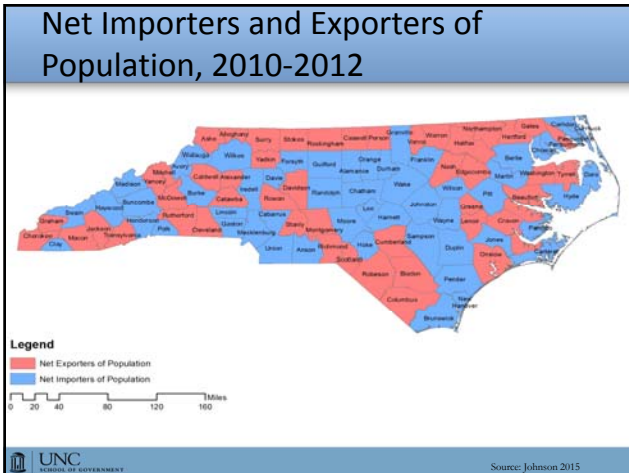 Net Importers and Exporters of
Population, 2010-2012
Ashe Alleghany Surry Stokes Rockingham Caswell Person Granville Vance Warren Northampton Gates Camden Currituck
Halifax Hertford Pasquotank Perquimans
Watauga Wilkes Yadkin Forsyth Guilford Orange Durham Franklin Bertie Chowan
Mitchell Avery Alamance Nash Edgecombe Martin Washington Tyrrell Dare
Madison Yancey Caldwell Alexander Iredell Davie Davidson Randolph Chatham Wake Wilson Pitt Beaufort Hyde
Buncombe McDowell Burke Catawba Rowan Johnston Greene
Swain Haywood Rutherford Lincoln Cabarrus Lee Harnett Wayne Lenoir Craven Pamlico
Graham Jackson Henderson Polk Cleveland Gaston Mecklenburg Stanly Montgomery Moore
Cherokee Clay Macon Transylvania Union Anson Richmond Hoke Cumberland Sampson Duplin Jones Onslow Carteret
Scotland Robeson Bladen Pender
Columbus New Hanover
Brunswick
Legend
Net Exporters of Population
Net Importers of Population
Miles
0 20 40 80 120 160
UNC
SCHOOL OF GOVERNMENT
Source: Johnson 2015